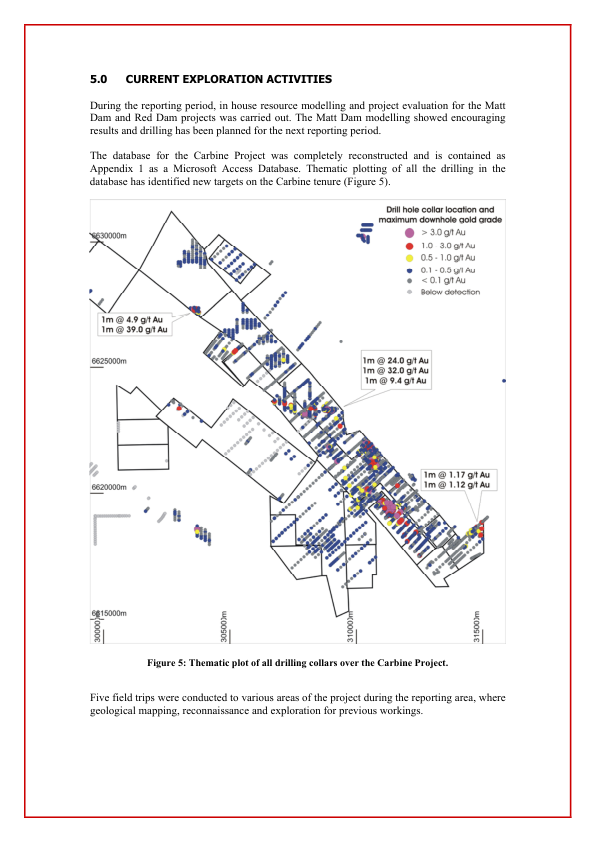 5.0 CURRENT EXPLORATION ACTIVITIES
During the reporting period, in house resource modelling and project evaluation for the Matt
Dam and Red Dam projects was carried out. The Matt Dam modelling showed encouraging
results and drilling has been planned for the next reporting period.
The database for the Carbine Project was completely reconstructed and is contained as
Appendix 1 as a Microsoft Access Database. Thematic plotting of all the drilling in the
database has identified new targets on the Carbine tenure (Figure 5).
Drill hole collar location and
maximum downhole gold grade
> 3.0 g/t Au
1.0 3.0 g/t Au
0.5 - 1.0 g/t Au
0.1 - 0.5 g/t Au
< 0.1 g/t Au
Below detection
6630000m
1m @ 4.9 g/t Au
1m @ 39.0 g/t Au
6625000m
1m @ 24.0 g/t Au
1m @ 32.0 g/t Au
1m @ 9.4 g/t Au
1m @ 1.17 g/t Au
1m @ 1.12 g/t Au
6620000m
6615000m
305000m
310000m
315000m
Figure 5: Thematic plot of all drilling collars over the Carbine Project.
Five field trips were conducted to various areas of the project during the reporting area, where
geological mapping, reconnaissance and exploration for previous workings.